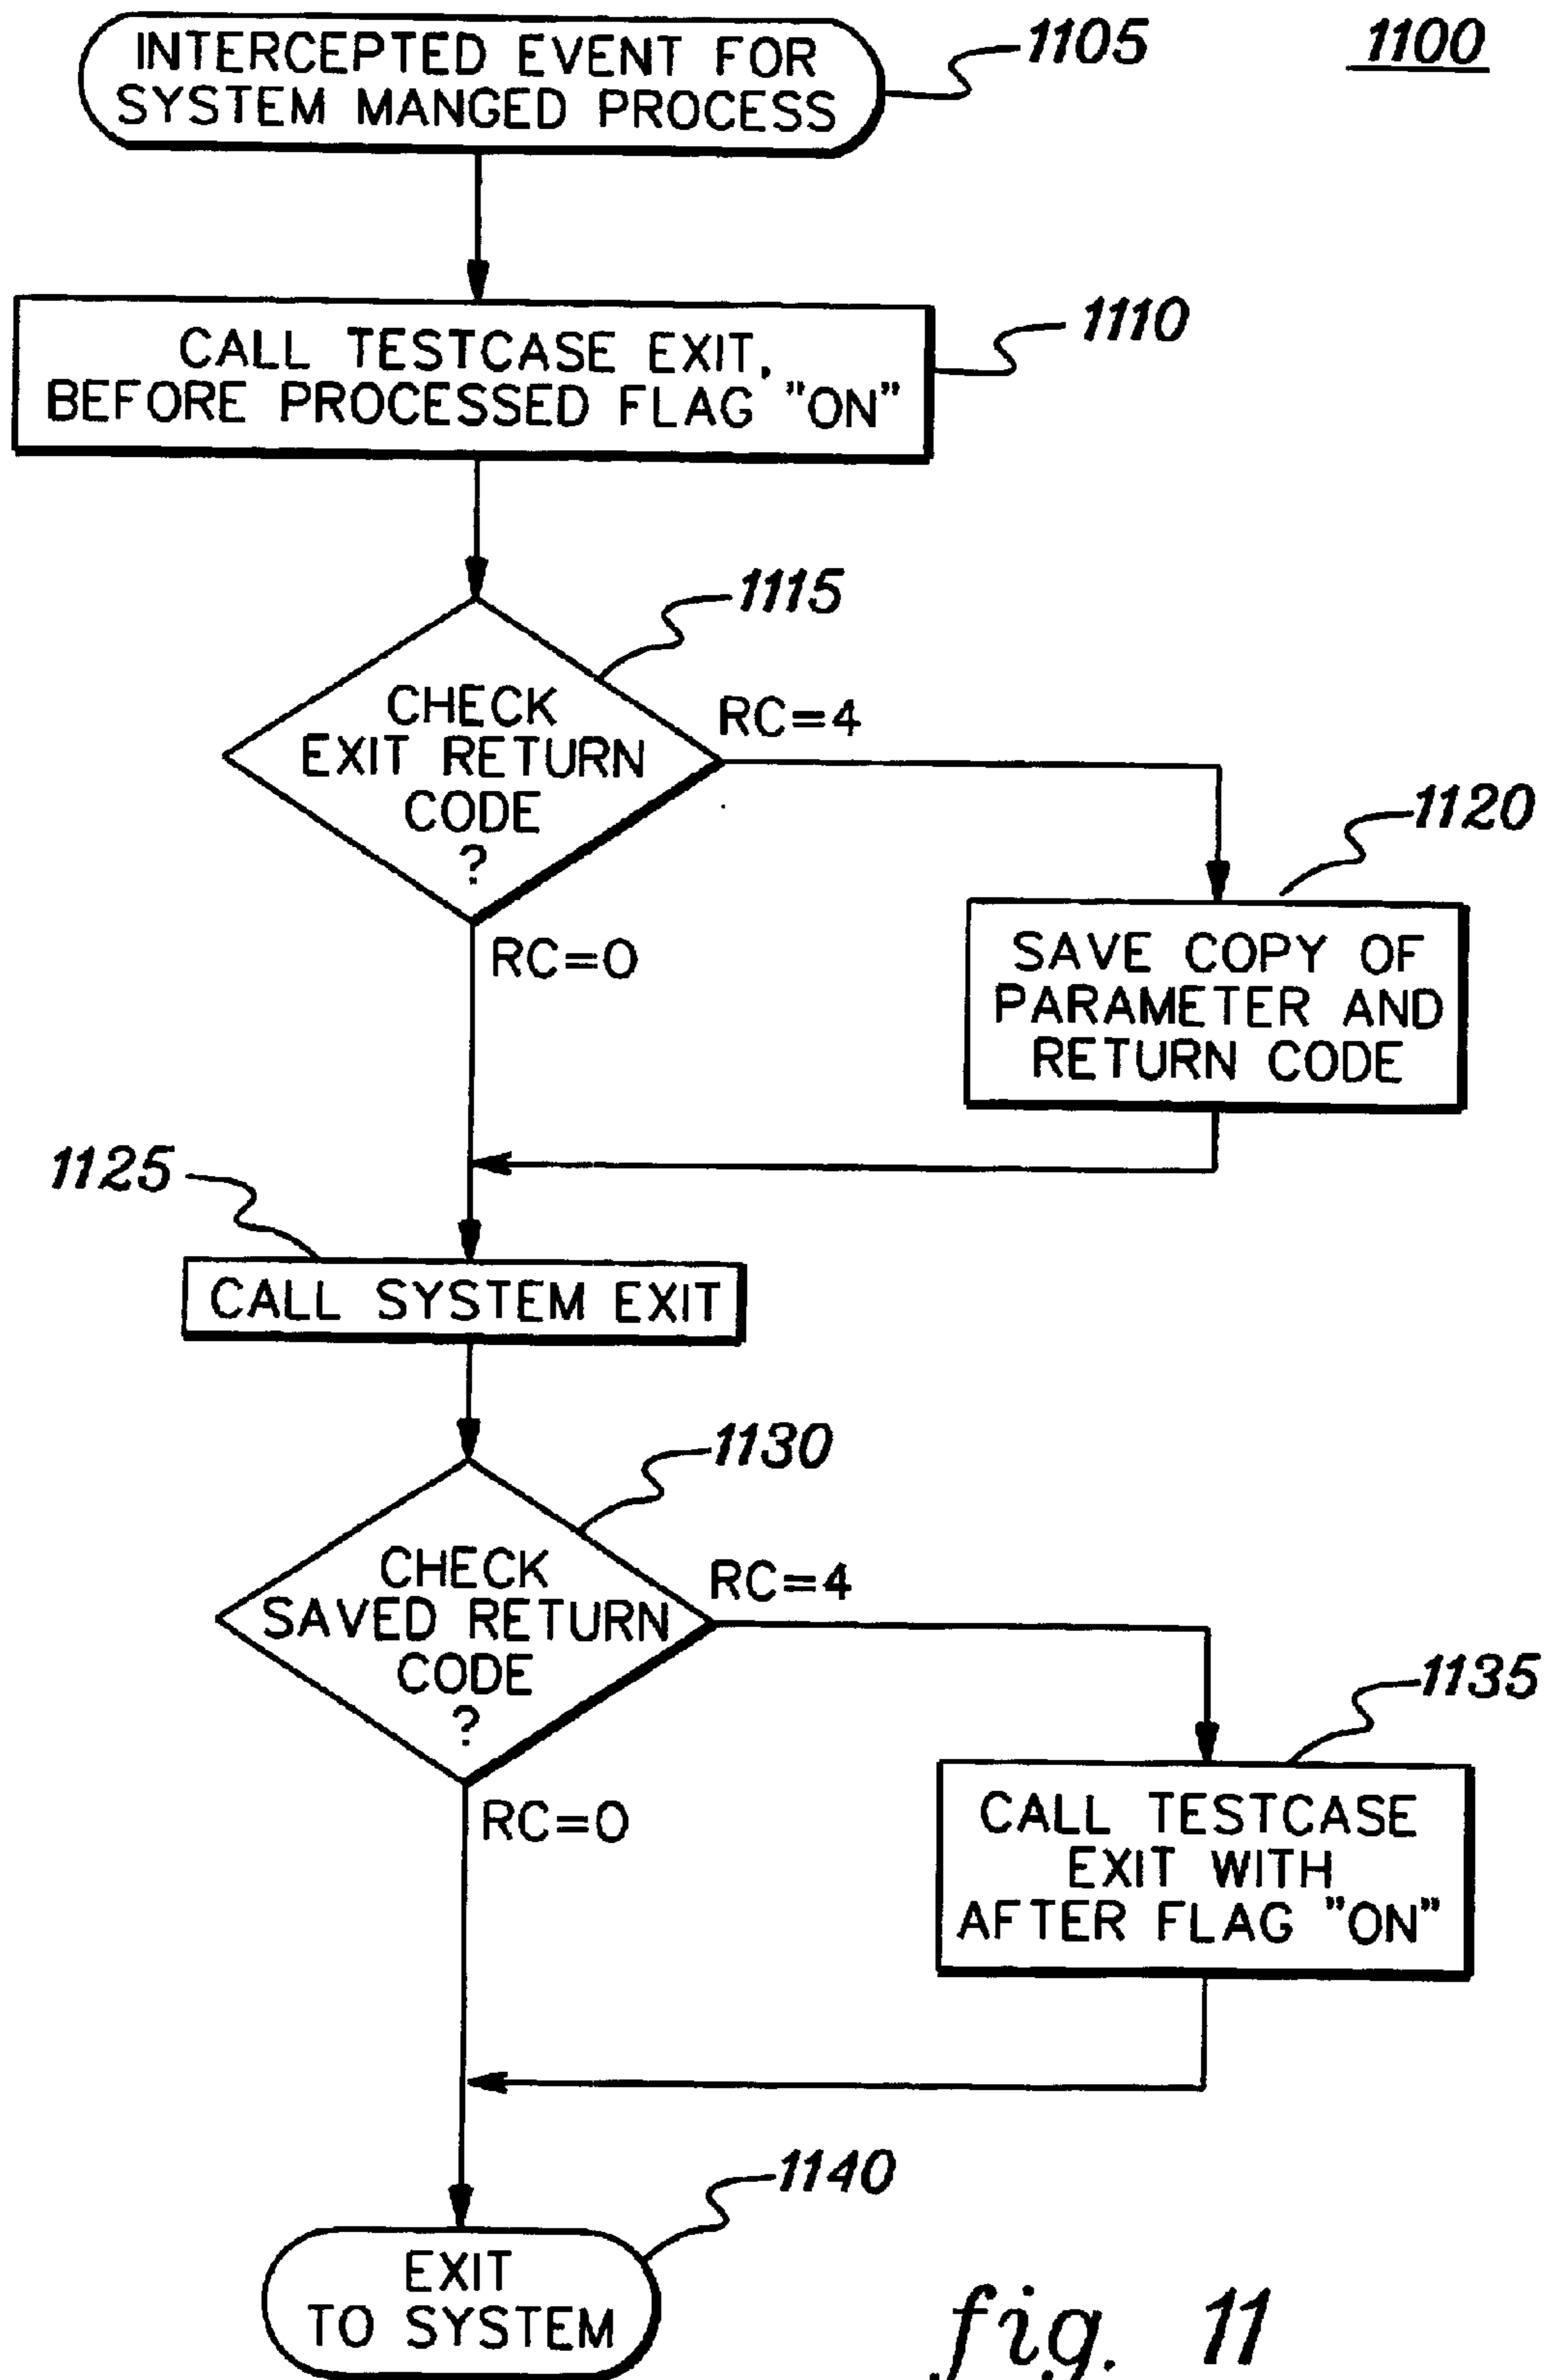 INTERCEPTED EVENT FOR
SYSTEM MANGED PROCESS
1105
1100
CALL TESTCASE EXIT,
BEFORE PROCESSED FLAG "ON"
1110
1115
CHECK
EXIT RETURN
CODE
?
RC=4
RC=0
1120
SAVE COPY OF
PARAMETER AND
RETURN CODE
1125
CALL SYSTEM EXIT
1130
CHECK
SAVED RETURN
CODE
?
RC=4
RC=0
1135
CALL TESTCASE
EXIT WITH
AFTER FLAG "ON"
1140
EXIT
TO SYSTEM
fig. 11